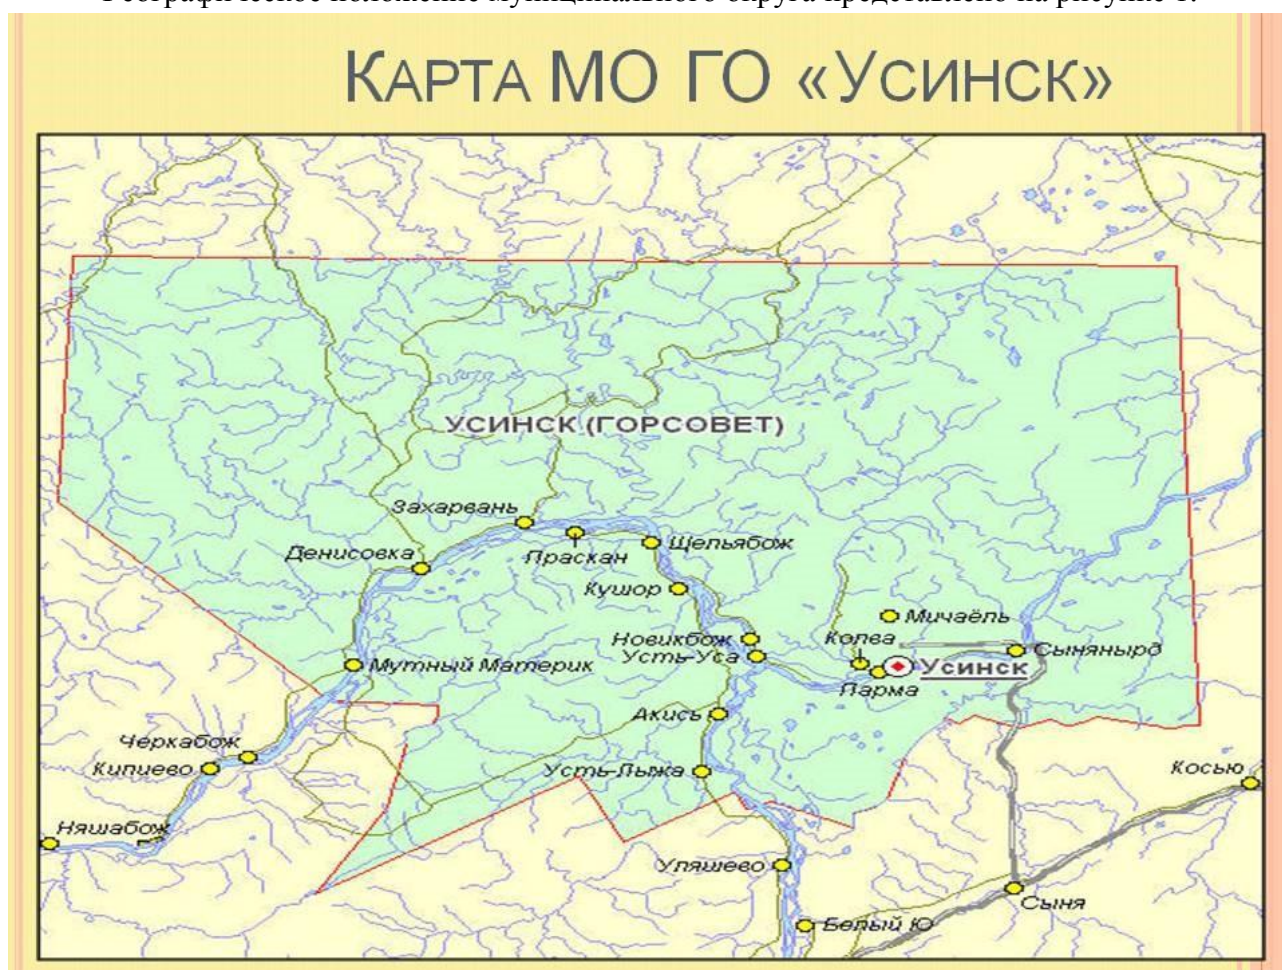 Географическое положение муниципального округа представлено на рисунке 1.
КАРТА МО ГО «УСИНСК»
УСИНСК (ГОРСОВЕТ)
Захарвань
Денисовка
Праскан
Щельябож
Кушор
Мичаёль
Новикбож
Колва
Усть-Уса
Сынянырд
Мутный Материк
Усинск
Парма
Акись
Черкабож
Кипиево
Усть-Лыжа
Косью
Няшабож
Уляшево
Сыня
Белый Ю